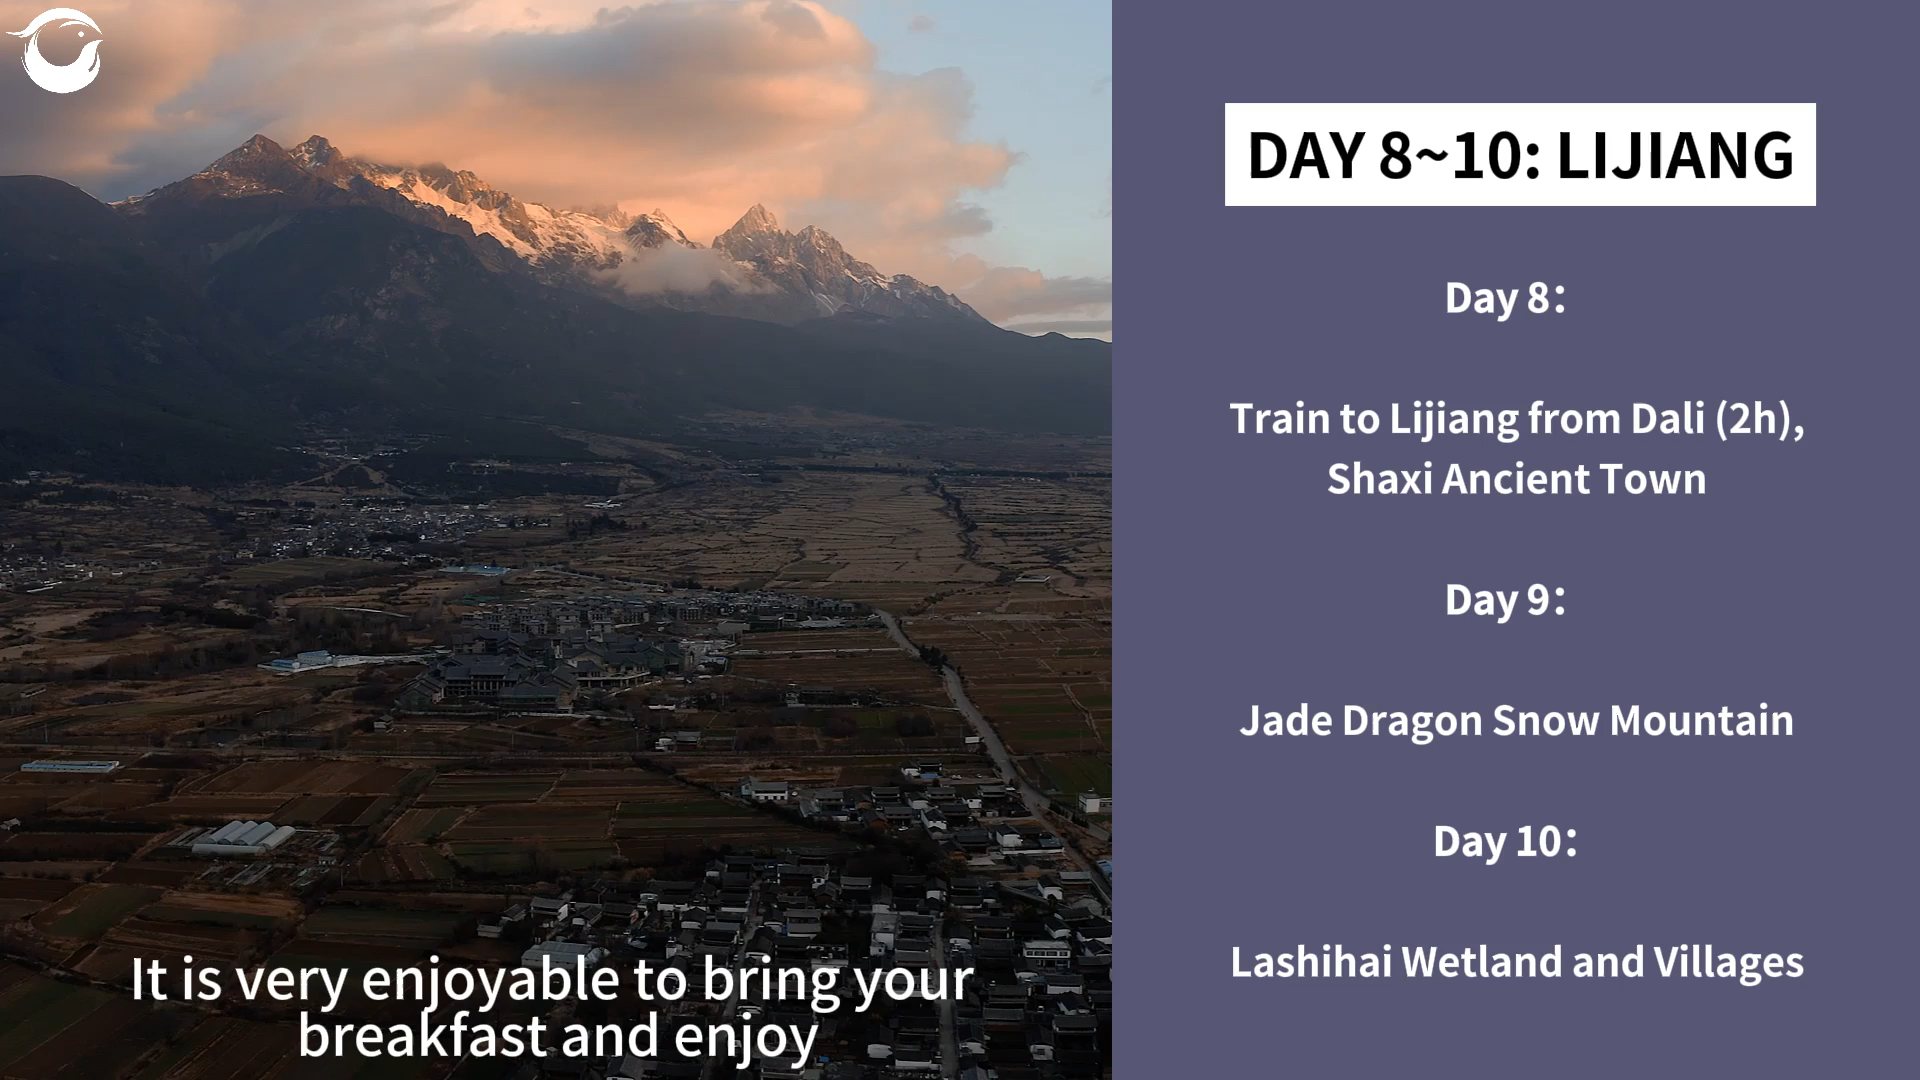 DAY 8~10: LIJIANG
Day 8：
Train to Lijiang from Dali (2h),
Shaxi Ancient Town
Day 9：
Jade Dragon Snow Mountain
Day 10：
Lashihai Wetland and Villages
It is very enjoyable to bring your
breakfast and enjoy